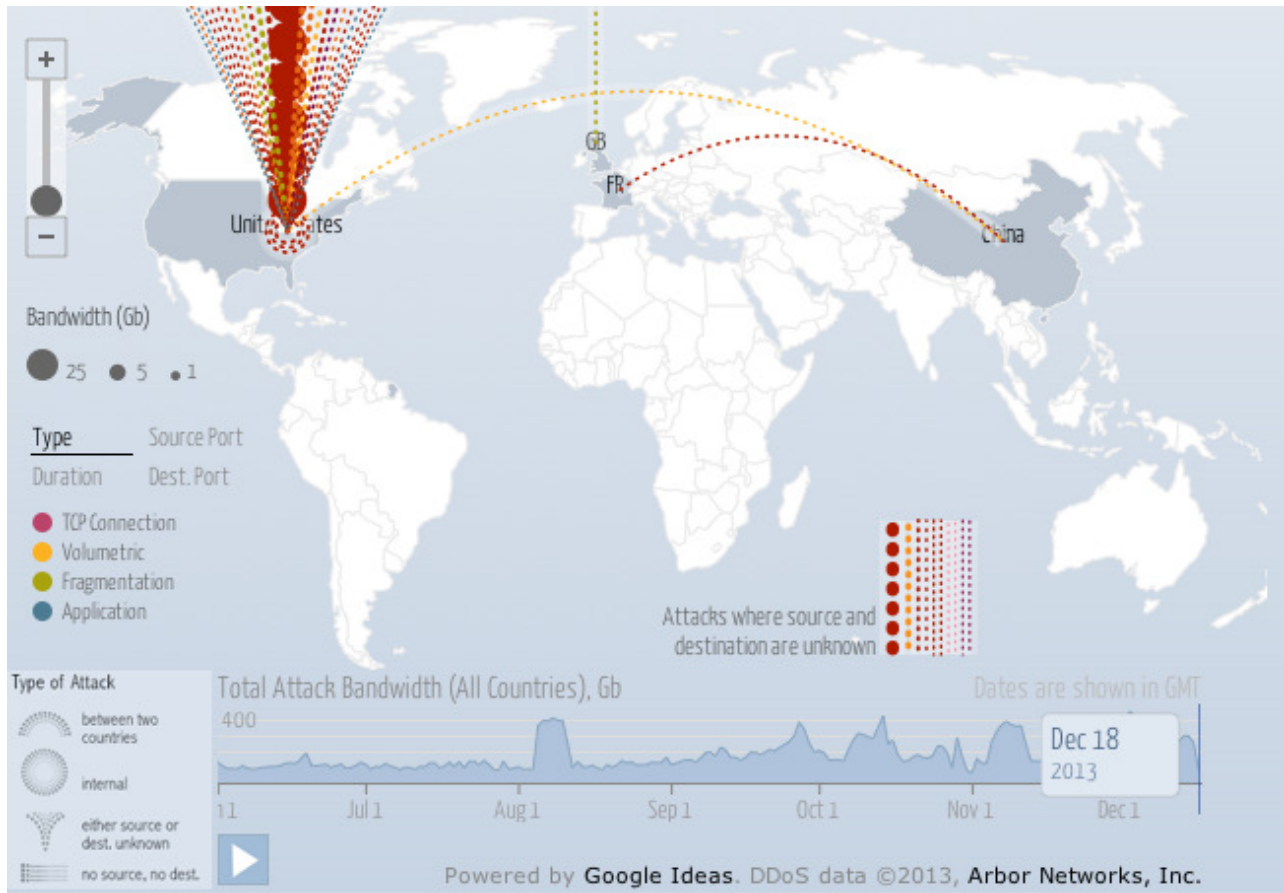 +
GB
FR
China
−
Bandwidth (Gb)
25 5 1
Type Source Port
Duration Dest. Port
TCP Connection
Volumetric
Fragmentation
Application
Attacks where source and
destination are unknown
Type of Attack
between two
countries
internal
either source or
dest. unknown
no source, no dest.
Total Attack Bandwidth (All Countries), Gb
Dates are shown in GMT
400
Dec 18
2013
Jul 1 Aug 1 Sep 1 Oct 1 Nov 1 Dec 1
Powered by Google Ideas. DDoS data ©2013, Arbor Networks, Inc.